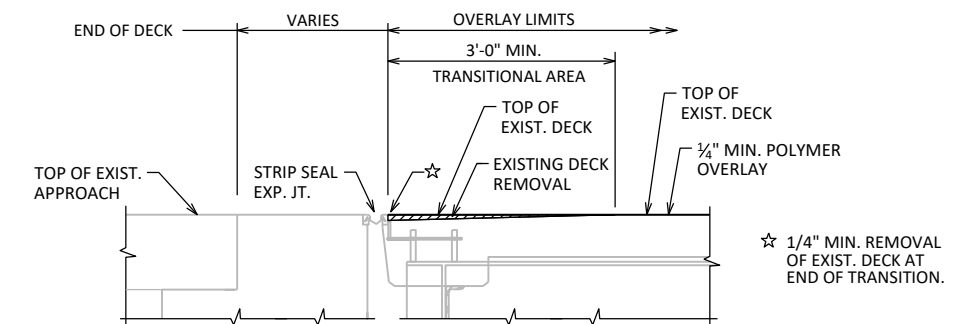 END OF DECK
VARIES
OVERLAY LIMITS
3'-0" MIN.
TRANSITIONAL AREA
TOP OF
EXIST. DECK
TOP OF
EXIST. DECK
TOP OF EXIST.
APPROACH
STRIP SEAL
EXP. JT.
☆
EXISTING DECK
REMOVAL
¼" MIN. POLYMER
OVERLAY
☆ 1/4" MIN. REMOVAL
OF EXIST. DECK AT
END OF TRANSITION.